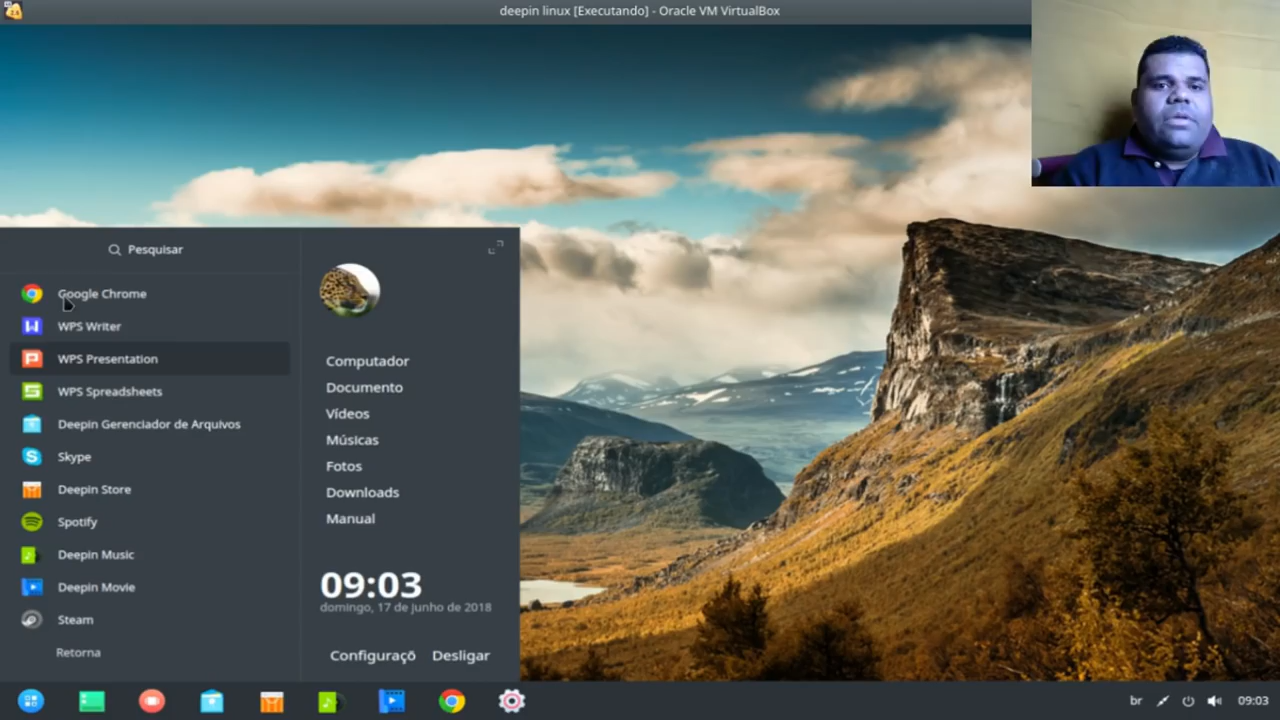 deepin linux [Executando] - Oracle VM VirtualBox
Pesquisar
Google Chrome
WPS Writer
WPS Presentation
WPS Spreadsheets
Deepin Gerenciador de Arquivos
Skype
Deepin Store
Spotify
Deepin Music
Deepin Movie
Steam
Retorna
Computador
Documento
Vídeos
Músicas
Fotos
Downloads
Manual
09:03
domingo, 17 de junho de 2018
Configuraçõ
Desligar
br
09:03